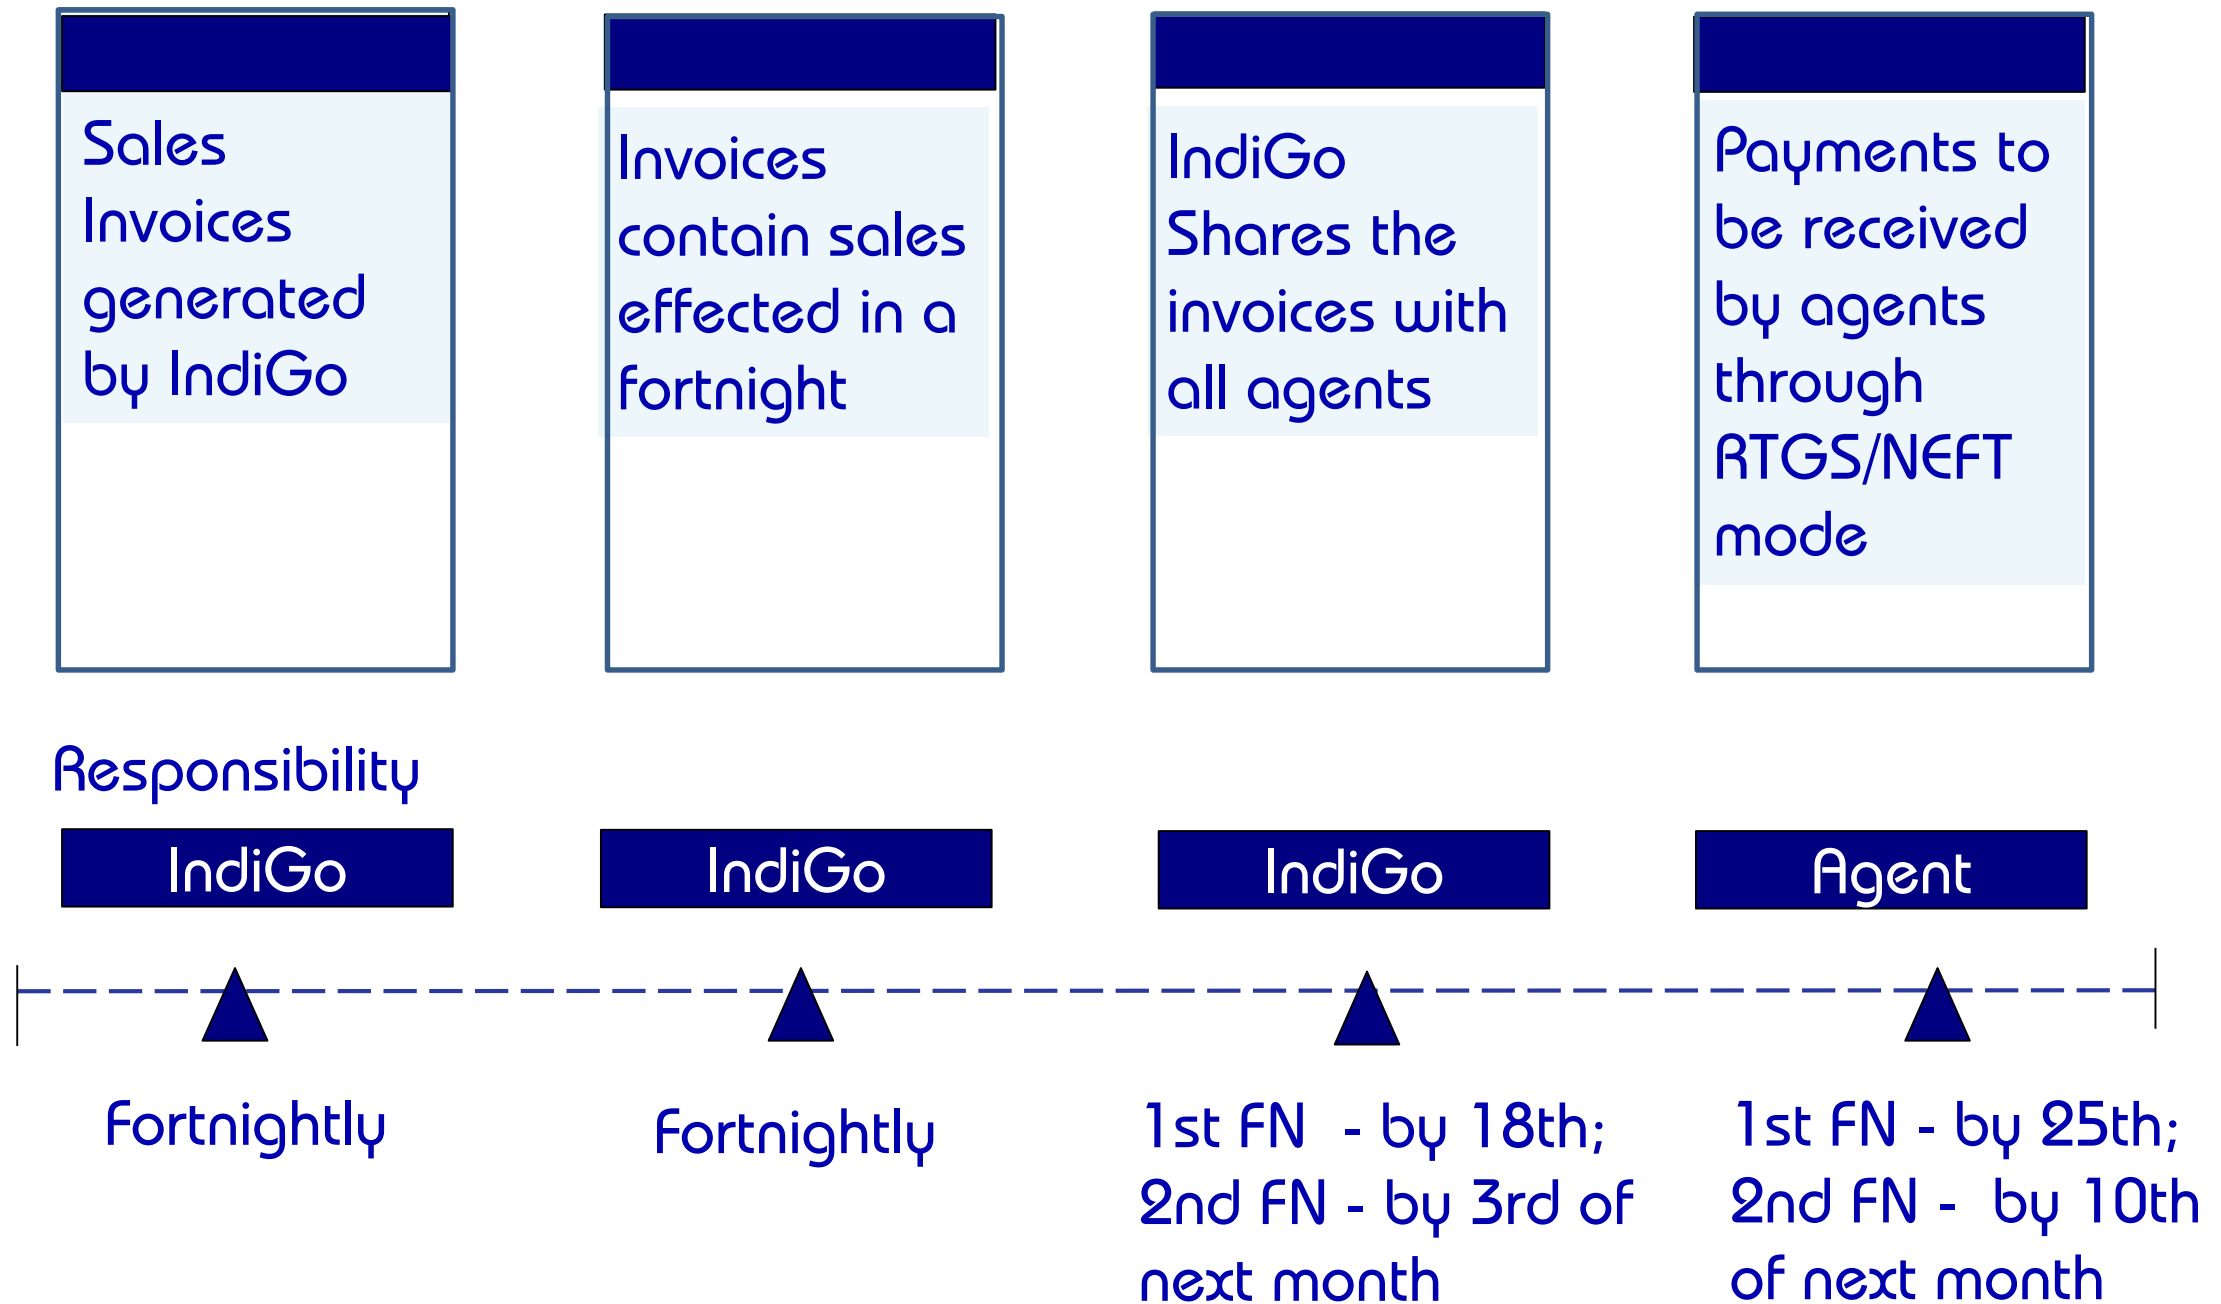 Sales
Invoices
generated
by IndiGo
Invoices
contain sales
effected in a
fortnight
IndiGo
Shares the
invoices with
all agents
Payments to
be received
by agents
through
RTGS/NEFT
mode
Responsibility
IndiGo
IndiGo
IndiGo
Agent
Fortnightly
Fortnightly
1st FN - by 18th;
2nd FN - by 3rd of
next month
1st FN - by 25th;
2nd FN - by 10th
of next month